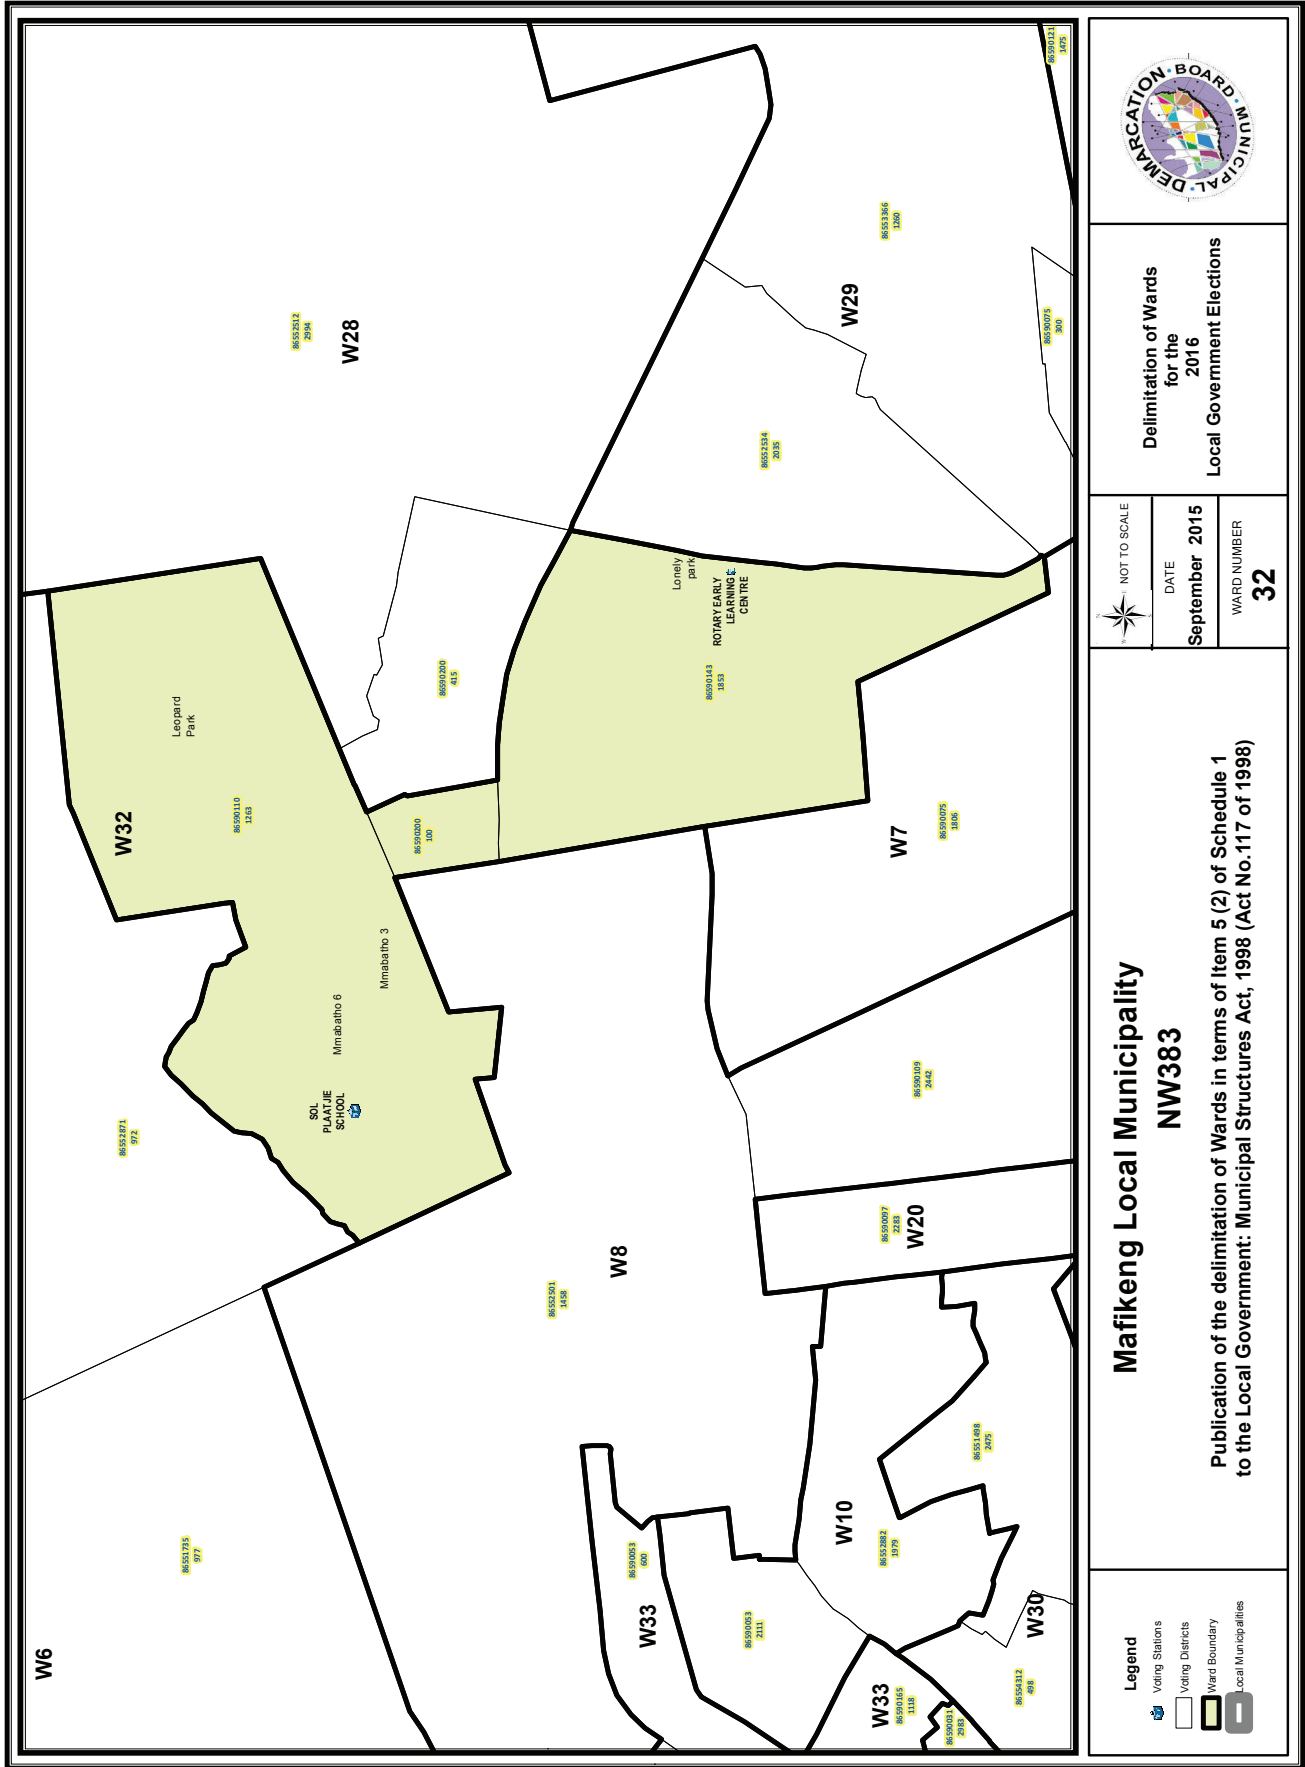 W6
86551735
977
86552871
972
W32
86590110
1263
Leopard
Park
86552512
2994
W28
SOL
PLAATJIE
SCHOOL
Mmabatho 6
Mmabatho 3
86590200
100
86590200
415
86552501
1458
W8
86590053
600
W33
86590053
2111
Lonely
park
ROTARY EARLY
LEARNING
CENTRE
86590143
1853
86552534
2035
W29
86553366
1260
86590075
300
86590121
1475
W7
86590075
1806
86590109
2442
86590097
2283
W20
W10
86552882
1979
86551498
2475
W33
86590165
1118
86590031
2983
86554312
498
W30
Legend
Voting Stations
Voting Districts
Ward Boundary
Local Municipalities
Mafikeng Local Municipality
NW383
Publication of the delimitation of Wards in terms of Item 5 (2) of Schedule 1
to the Local Government: Municipal Structures Act, 1998 (Act No.117 of 1998)
NOT TO SCALE
DATE
September 2015
WARD NUMBER
32
Delimitation of Wards
for the
2016
Local Government Elections
MUNICIPAL DEMARCATION BOARD